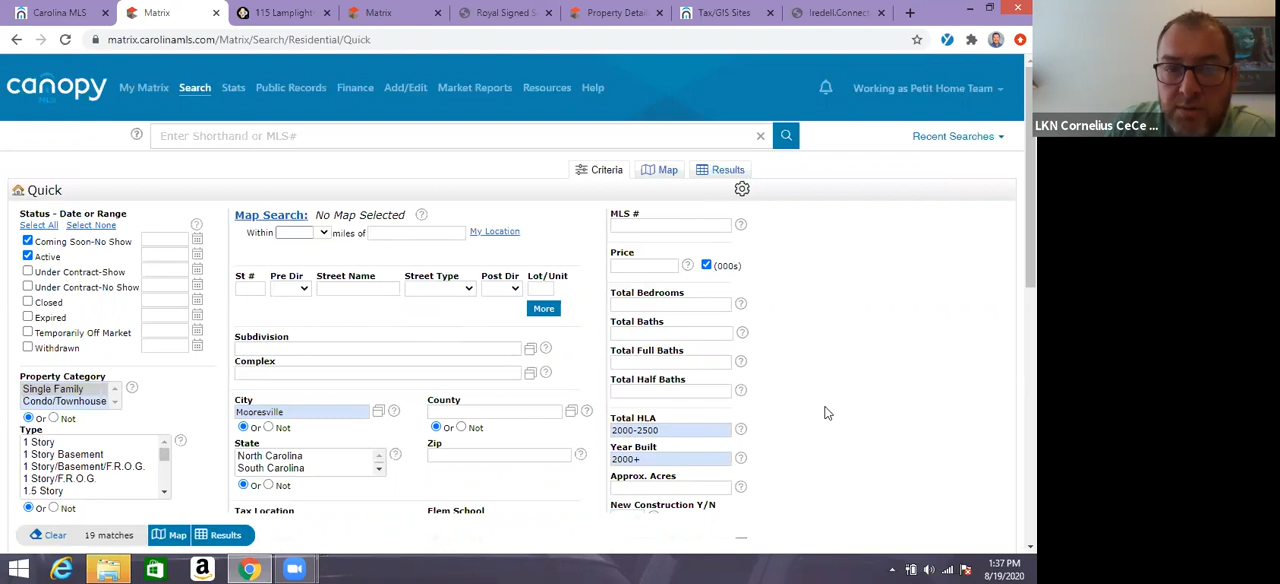 Carolina MLS
Matrix
115 Lamplight
Matrix
Royal Signed S
Property Detai
Tax/GIS Sites
Iredell.Connect
matrix.carolinamls.com/Matrix/Search/Residential/Quick
canopy
MLS
My Matrix
Search
Stats
Public Records
Finance
Add/Edit
Market Reports
Resources
Help
Working as Petit Home Team
LKN Cornelius CeCe ...
Enter Shorthand or MLS#
Recent Searches
Criteria
Map
Results
Quick
Status - Date or Range
Select All
Select None
Coming Soon-No Show
Active
Under Contract-Show
Under Contract-No Show
Closed
Expired
Temporarily Off Market
Withdrawn
Property Category
Single Family
Condo/Townhouse
Or
Not
Type
1 Story
1 Story Basement
1 Story/Basement/F.R.O.G.
1 Story/F.R.O.G.
1.5 Story
Or
Not
Map Search:
No Map Selected
Within
miles of
My Location
St #
Pre Dir
Street Name
Street Type
Post Dir
Lot/Unit
More
Subdivision
Complex
City
County
Mooresville
Or
Not
Or
Not
State
Zip
North Carolina
South Carolina
Or
Not
Tax Location
Elem School
MLS #
Price
(000s)
Total Bedrooms
Total Baths
Total Full Baths
Total Half Baths
Total HLA
2000-2500
Year Built
2000+
Approx. Acres
New Construction Y/N
Clear
19 matches
Map
Results
1:37 PM
8/19/2020